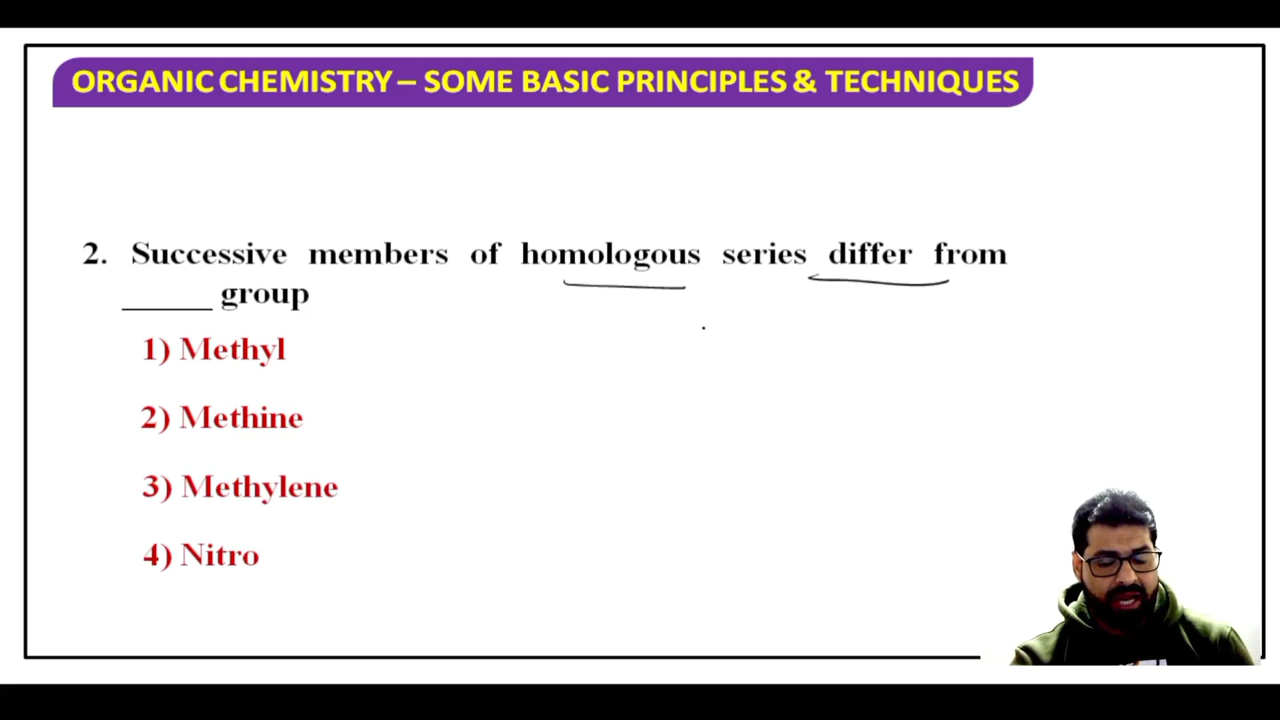 ORGANIC CHEMISTRY – SOME BASIC PRINCIPLES & TECHNIQUES
2. Successive members of homologous series differ from
______ group
1) Methyl
2) Methine
3) Methylene
4) Nitro